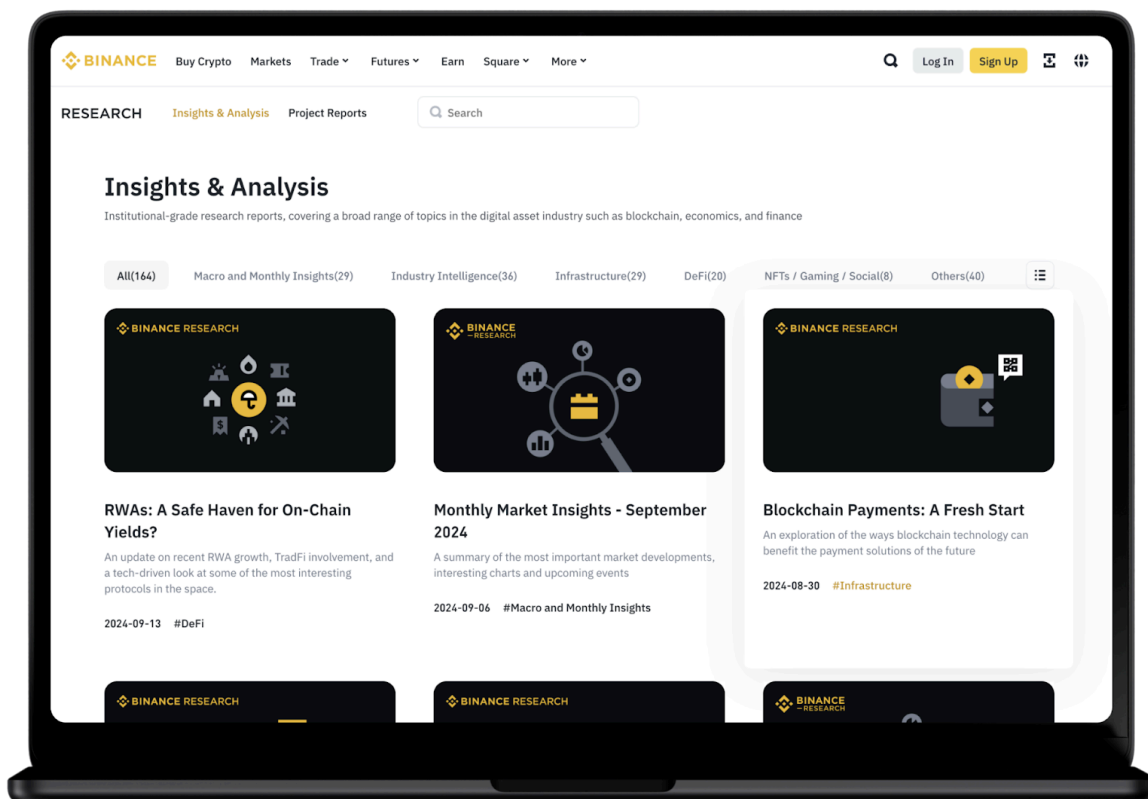 BINANCE Buy Crypto Markets Trade Futures Earn Square More Log In Sign Up
RESEARCH Insights & Analysis Project Reports Search
Insights & Analysis
Institutional-grade research reports, covering a broad range of topics in the digital asset industry such as blockchain, economics, and finance
All(164) Macro and Monthly Insights(29) Industry Intelligence(36) Infrastructure(29) DeFi(20) NFTs / Gaming / Social(8) Others(40)
BINANCE RESEARCH
$
RWAs: A Safe Haven for On-Chain
Yields?
An update on recent RWA growth, TradFi involvement, and
a tech-driven look at some of the most interesting
protocols in the space.
2024-09-13 #DeFi
BINANCE
RESEARCH
Monthly Market Insights - September
2024
A summary of the most important market developments,
interesting charts and upcoming events
2024-09-06 #Macro and Monthly Insights
BINANCE RESEARCH
Blockchain Payments: A Fresh Start
An exploration of the ways blockchain technology can
benefit the payment solutions of the future
2024-08-30 #Infrastructure
BINANCE RESEARCH
BINANCE RESEARCH
BINANCE
RESEARCH